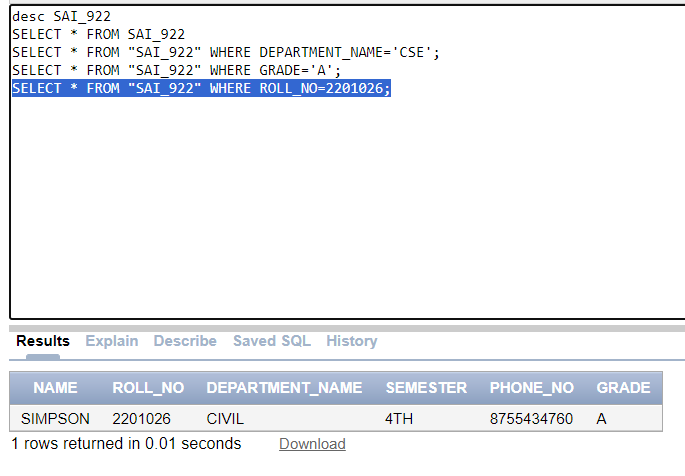 desc SAI_922
SELECT * FROM SAI_922
SELECT * FROM "SAI_922" WHERE DEPARTMENT_NAME='CSE';
SELECT * FROM "SAI_922" WHERE GRADE='A';
SELECT * FROM "SAI_922" WHERE ROLL_NO=2201026;
Results Explain Describe Saved SQL History
NAME ROLL_NO DEPARTMENT_NAME SEMESTER PHONE_NO GRADE
SIMPSON 2201026 CIVIL 4TH 8755434760 A
1 rows returned in 0.01 seconds Download